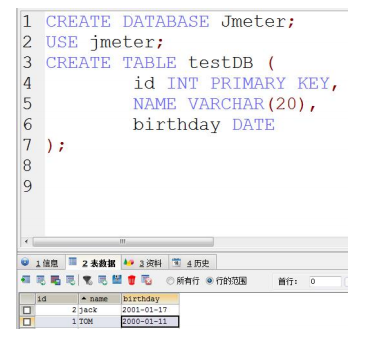 1 CREATE DATABASE Jmeter;
2 USE jmeter;
3 CREATE TABLE testDB (
4 id INT PRIMARY KEY,
5 NAME VARCHAR(20),
6 birthday DATE
7 );
8
9
1 信息 2 表数据 3 资料 4 历史
所有行 行的范围 首行: 0
id name birthday
2 jack 2001-01-17
1 TOM 2000-01-11